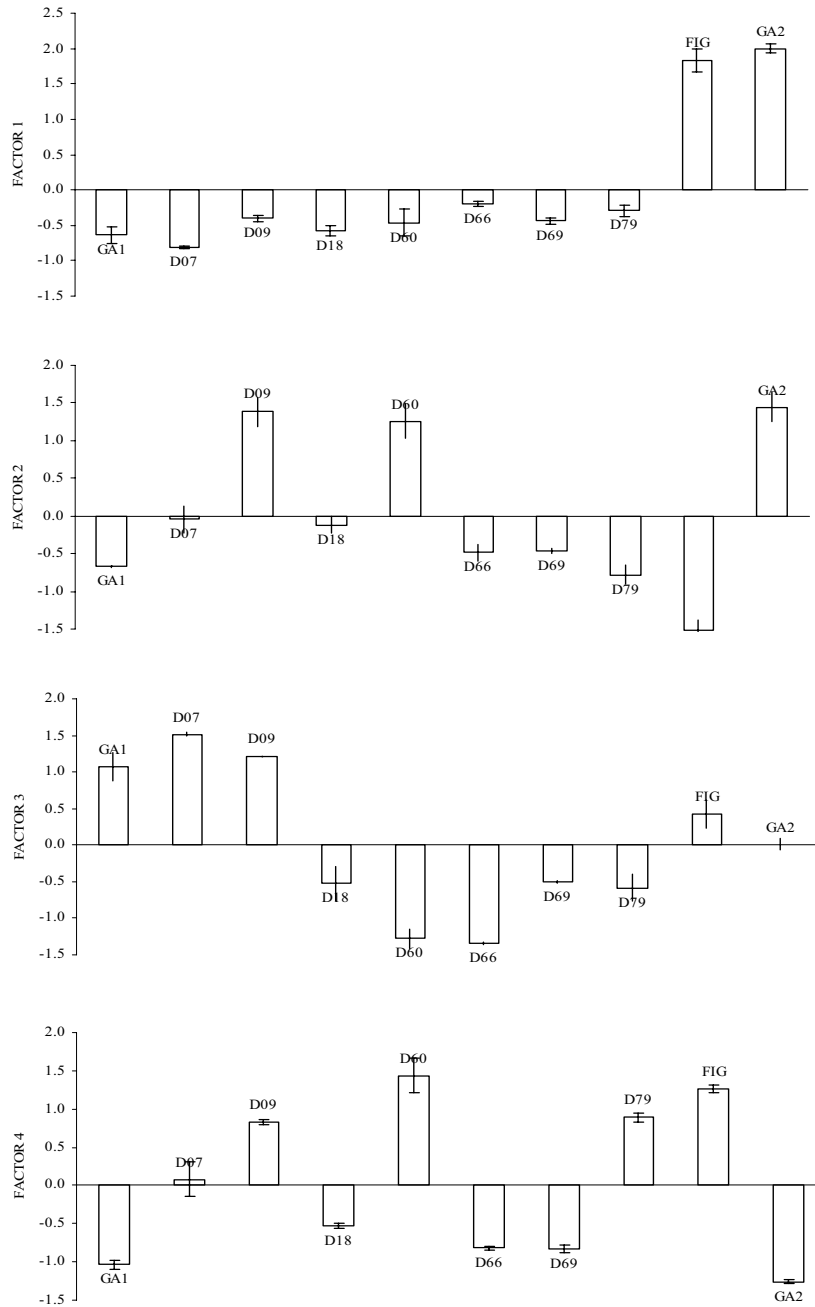 FACTOR 1
2.5
2.0
1.5
1.0
0.5
0.0
-0.5
-1.0
-1.5
GA1
D07
D09
D18
D60
D66
D69
D79
FIG
GA2
FACTOR 2
2.0
1.5
1.0
0.5
0.0
-0.5
-1.0
-1.5
GA1
D07
D09
D18
D60
D66
D69
D79
GA2
FACTOR 3
2.0
1.5
1.0
0.5
0.0
-0.5
-1.0
-1.5
GA1
D07
D09
D18
D60
D66
D69
D79
FIG
GA2
FACTOR 4
2.0
1.5
1.0
0.5
0.0
-0.5
-1.0
-1.5
GA1
D07
D09
D18
D60
D66
D69
D79
FIG
GA2